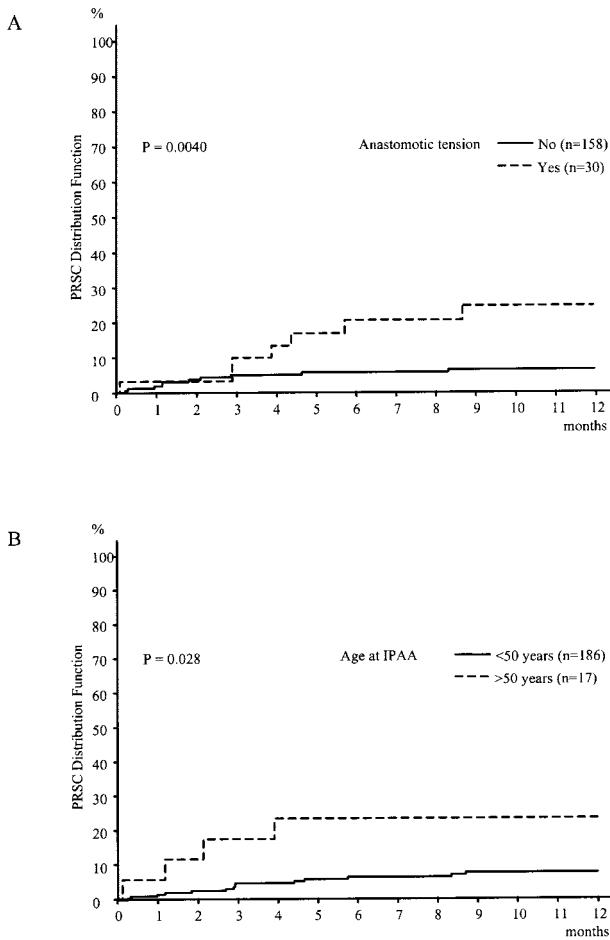 A
%
100
90
80
70
60
50
40
30
20
10
0
PRSC Distribution Function
P = 0.0040
Anastomotic tension
No (n=158)
Yes (n=30)
0 1 2 3 4 5 6 7 8 9 10 11 12
months
B
%
100
90
80
70
60
50
40
30
20
10
0
PRSC Distribution Function
P = 0.028
Age at IPAA
<50 years (n=186)
>50 years (n=17)
0 1 2 3 4 5 6 7 8 9 10 11 12
months